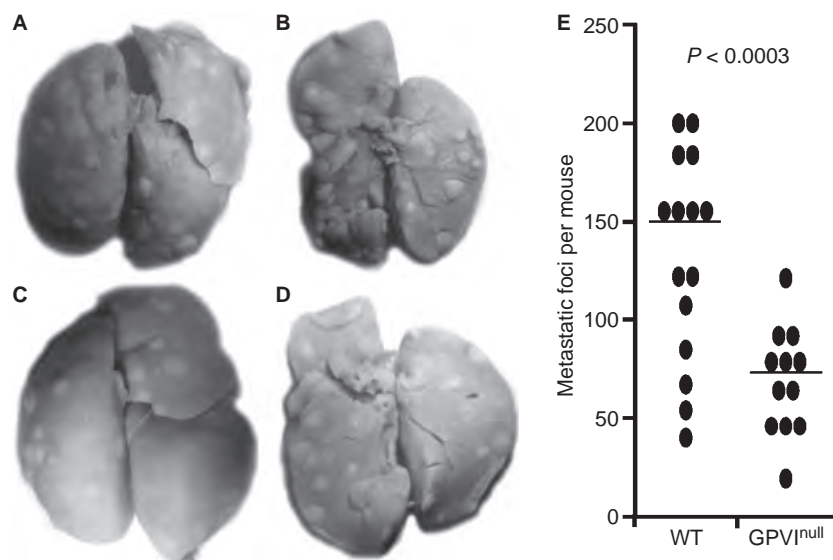 A
B
C
D
E
P < 0.0003
Metastatic foci per mouse
250
200
150
100
50
0
WT
GPVInull